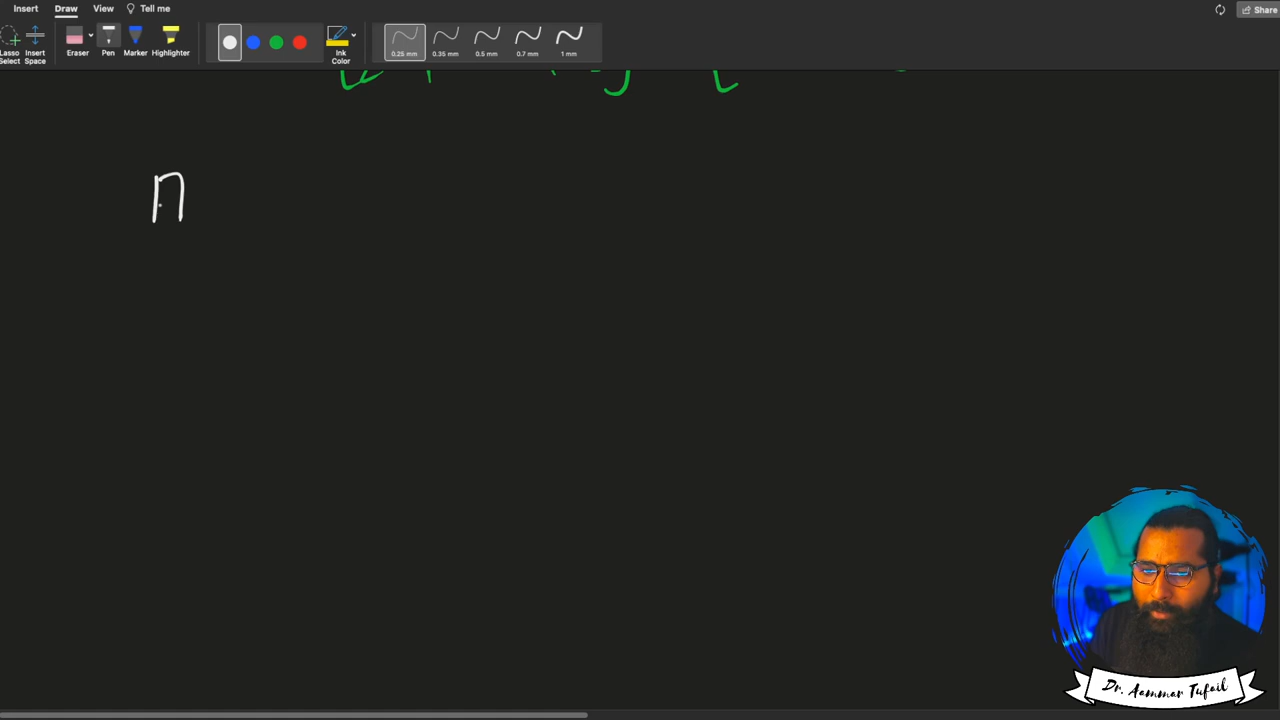 Insert Draw View Tell me Share
Lasso Select Insert Space Eraser Pen Marker Highlighter Ink Color 0.25 mm 0.35 mm 0.5 mm 0.7 mm 1 mm
Dr. Aammar Tufail